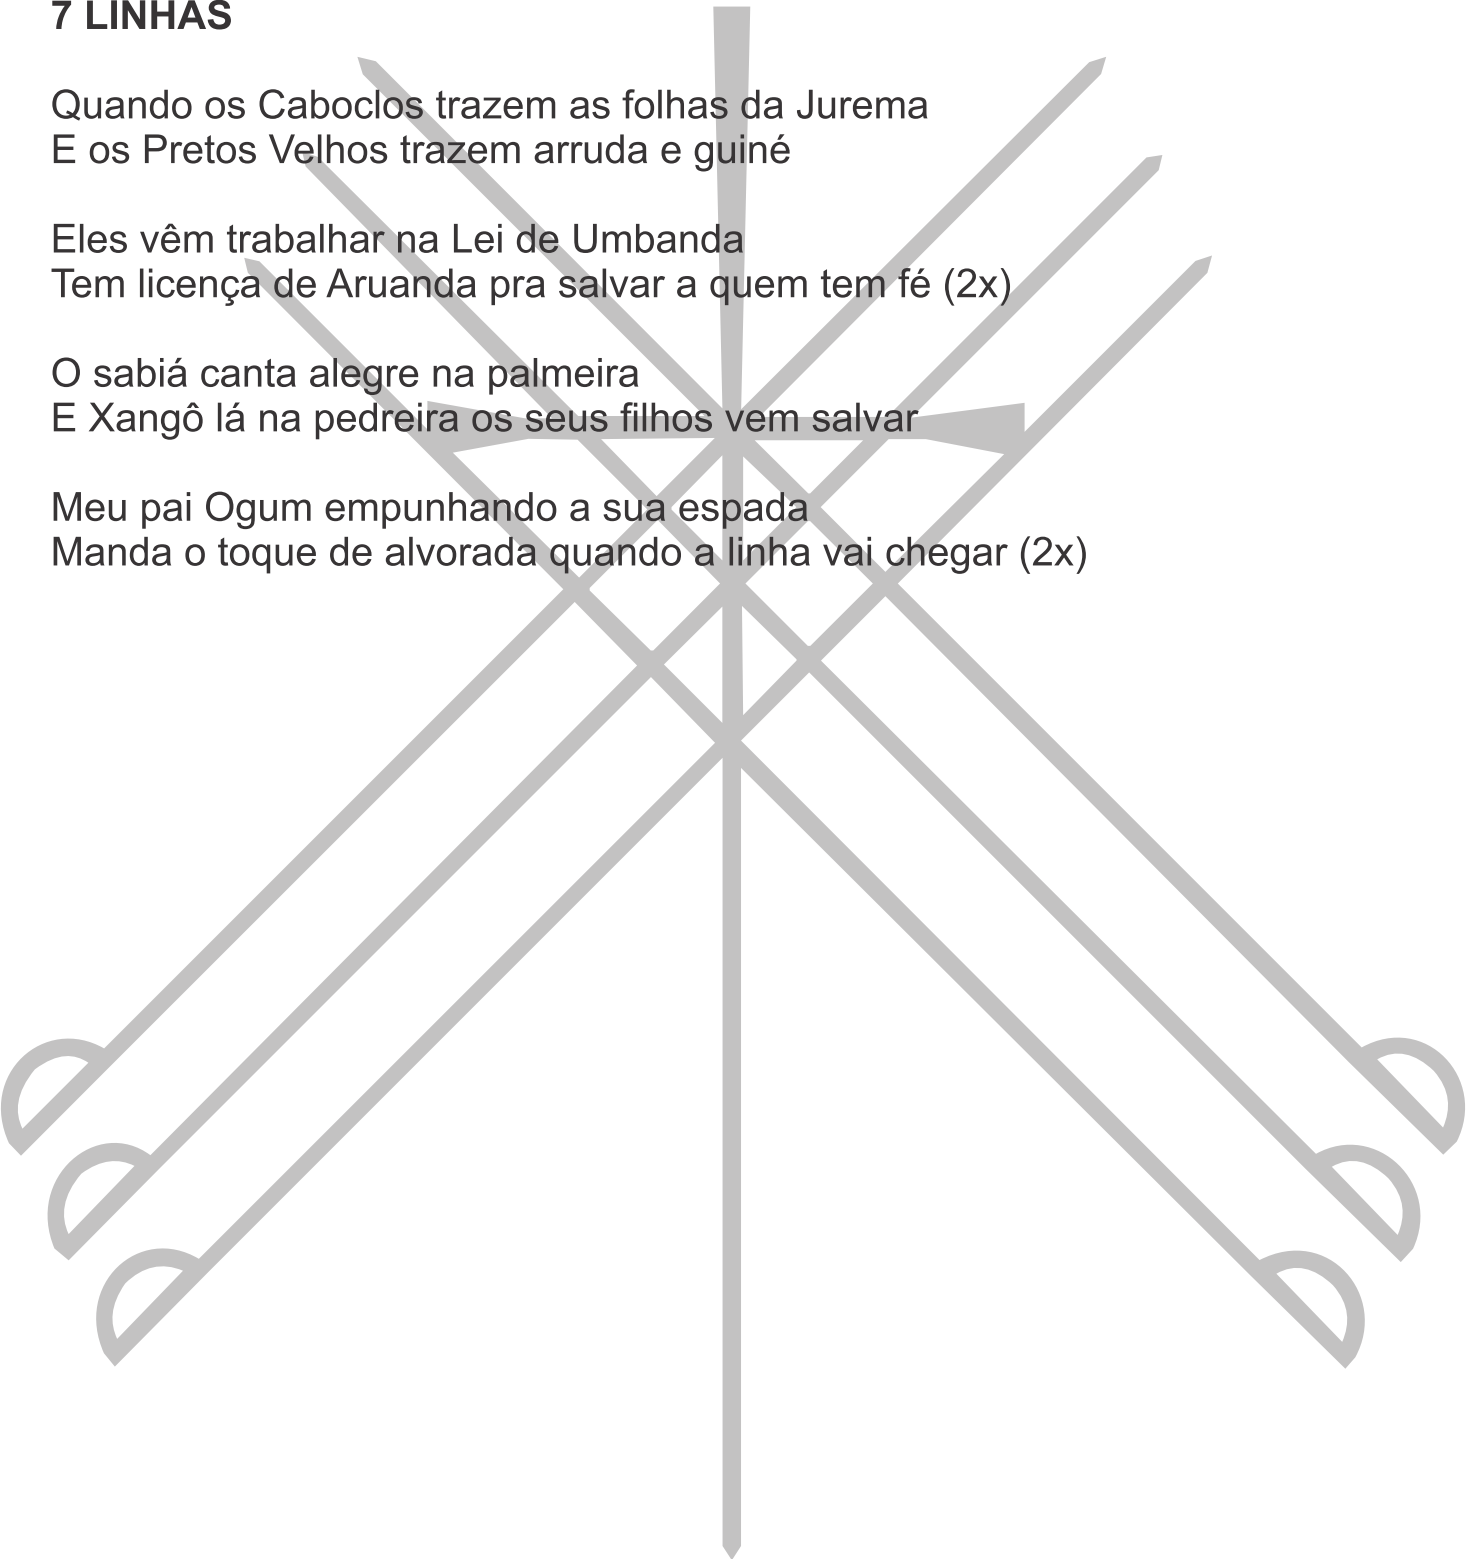 7 LINHAS
Quando os Caboclos trazem as folhas da Jurema
E os Pretos Velhos trazem arruda e guiné
Eles vêm trabalhar na Lei de Umbanda
Tem licença de Aruanda pra salvar a quem tem fé (2x)
O sabiá canta alegre na palmeira
E Xangô lá na pedreira os seus filhos vem salvar
Meu pai Ogum empunhando a sua espada
Manda o toque de alvorada quando a linha vai chegar (2x)